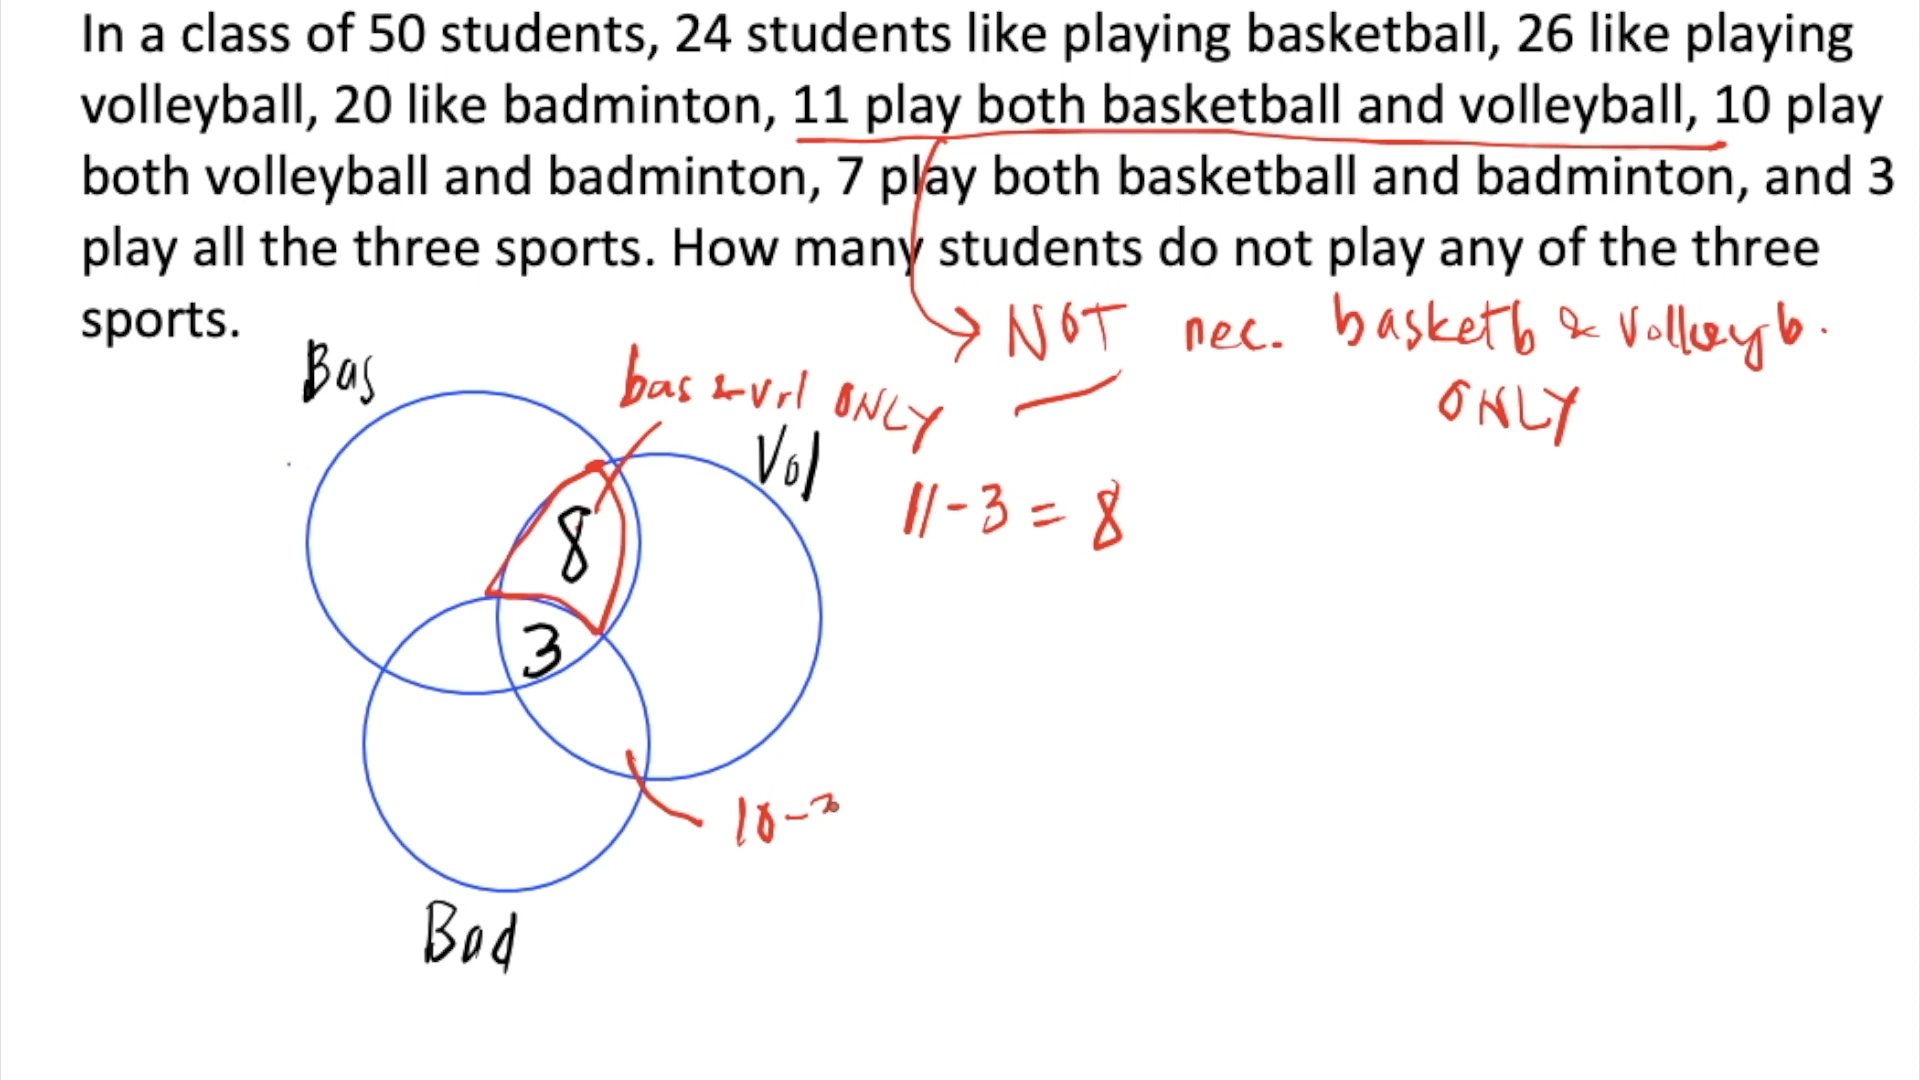 In a class of 50 students, 24 students like playing basketball, 26 like playing
volleyball, 20 like badminton, 11 play both basketball and volleyball, 10 play
both volleyball and badminton, 7 play both basketball and badminton, and 3
play all the three sports. How many students do not play any of the three
sports.
NOT nec. basketb & volleyb.
ONLY
Bas
bas & vol ONLY
Vol
11-3 = 8
8
3
10-3
Bad